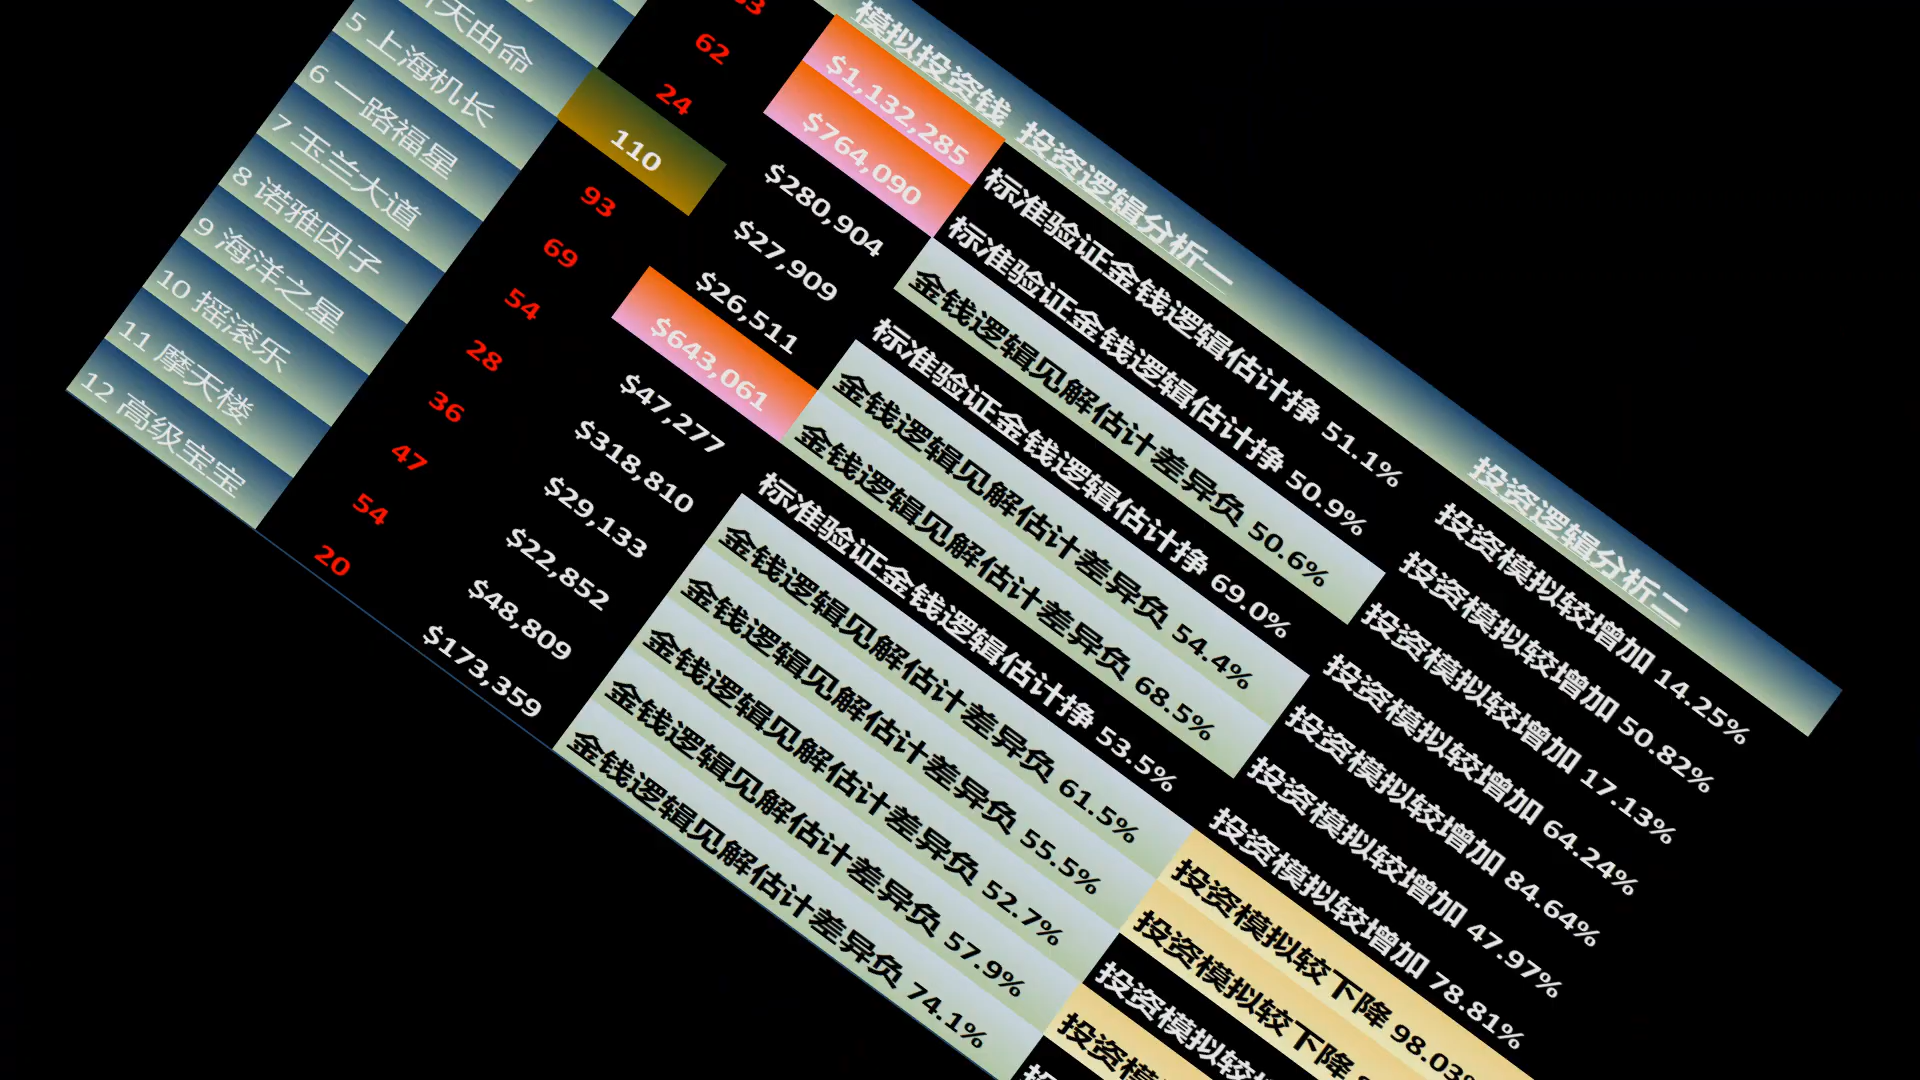 模拟投资钱 投资逻辑分析一 投资逻辑分析二
$1,132,285 标准验证金钱逻辑估计挣 51.1% 投资模拟较增加 14.25%
62 $764,090 标准验证金钱逻辑估计挣 50.9% 投资模拟较增加 50.82%
24 $280,904 金钱逻辑见解估计差异负 50.6% 投资模拟较增加 17.13%
天由命 110 $27,909 标准验证金钱逻辑估计挣 69.0% 投资模拟较增加 64.24%
5 上海机长 93 $26,511 金钱逻辑见解估计差异负 54.4% 投资模拟较增加 84.64%
6 一路福星 69 $643,061 金钱逻辑见解估计差异负 68.5% 投资模拟较增加 47.97%
7 玉兰大道 54 $47,277 标准验证金钱逻辑估计挣 53.5% 投资模拟较增加 78.81%
8 诺雅因子 28 $318,810 金钱逻辑见解估计差异负 61.5% 投资模拟较下降 98.03%
9 海洋之星 36 $29,133 金钱逻辑见解估计差异负 55.5% 投资模拟较下降
10 摇滚乐 47 $22,852 金钱逻辑见解估计差异负 52.7% 投资模拟较
11 摩天楼 54 $48,809 金钱逻辑见解估计差异负 57.9% 投资模
12 高级宝宝 20 $173,359 金钱逻辑见解估计差异负 74.1% 投